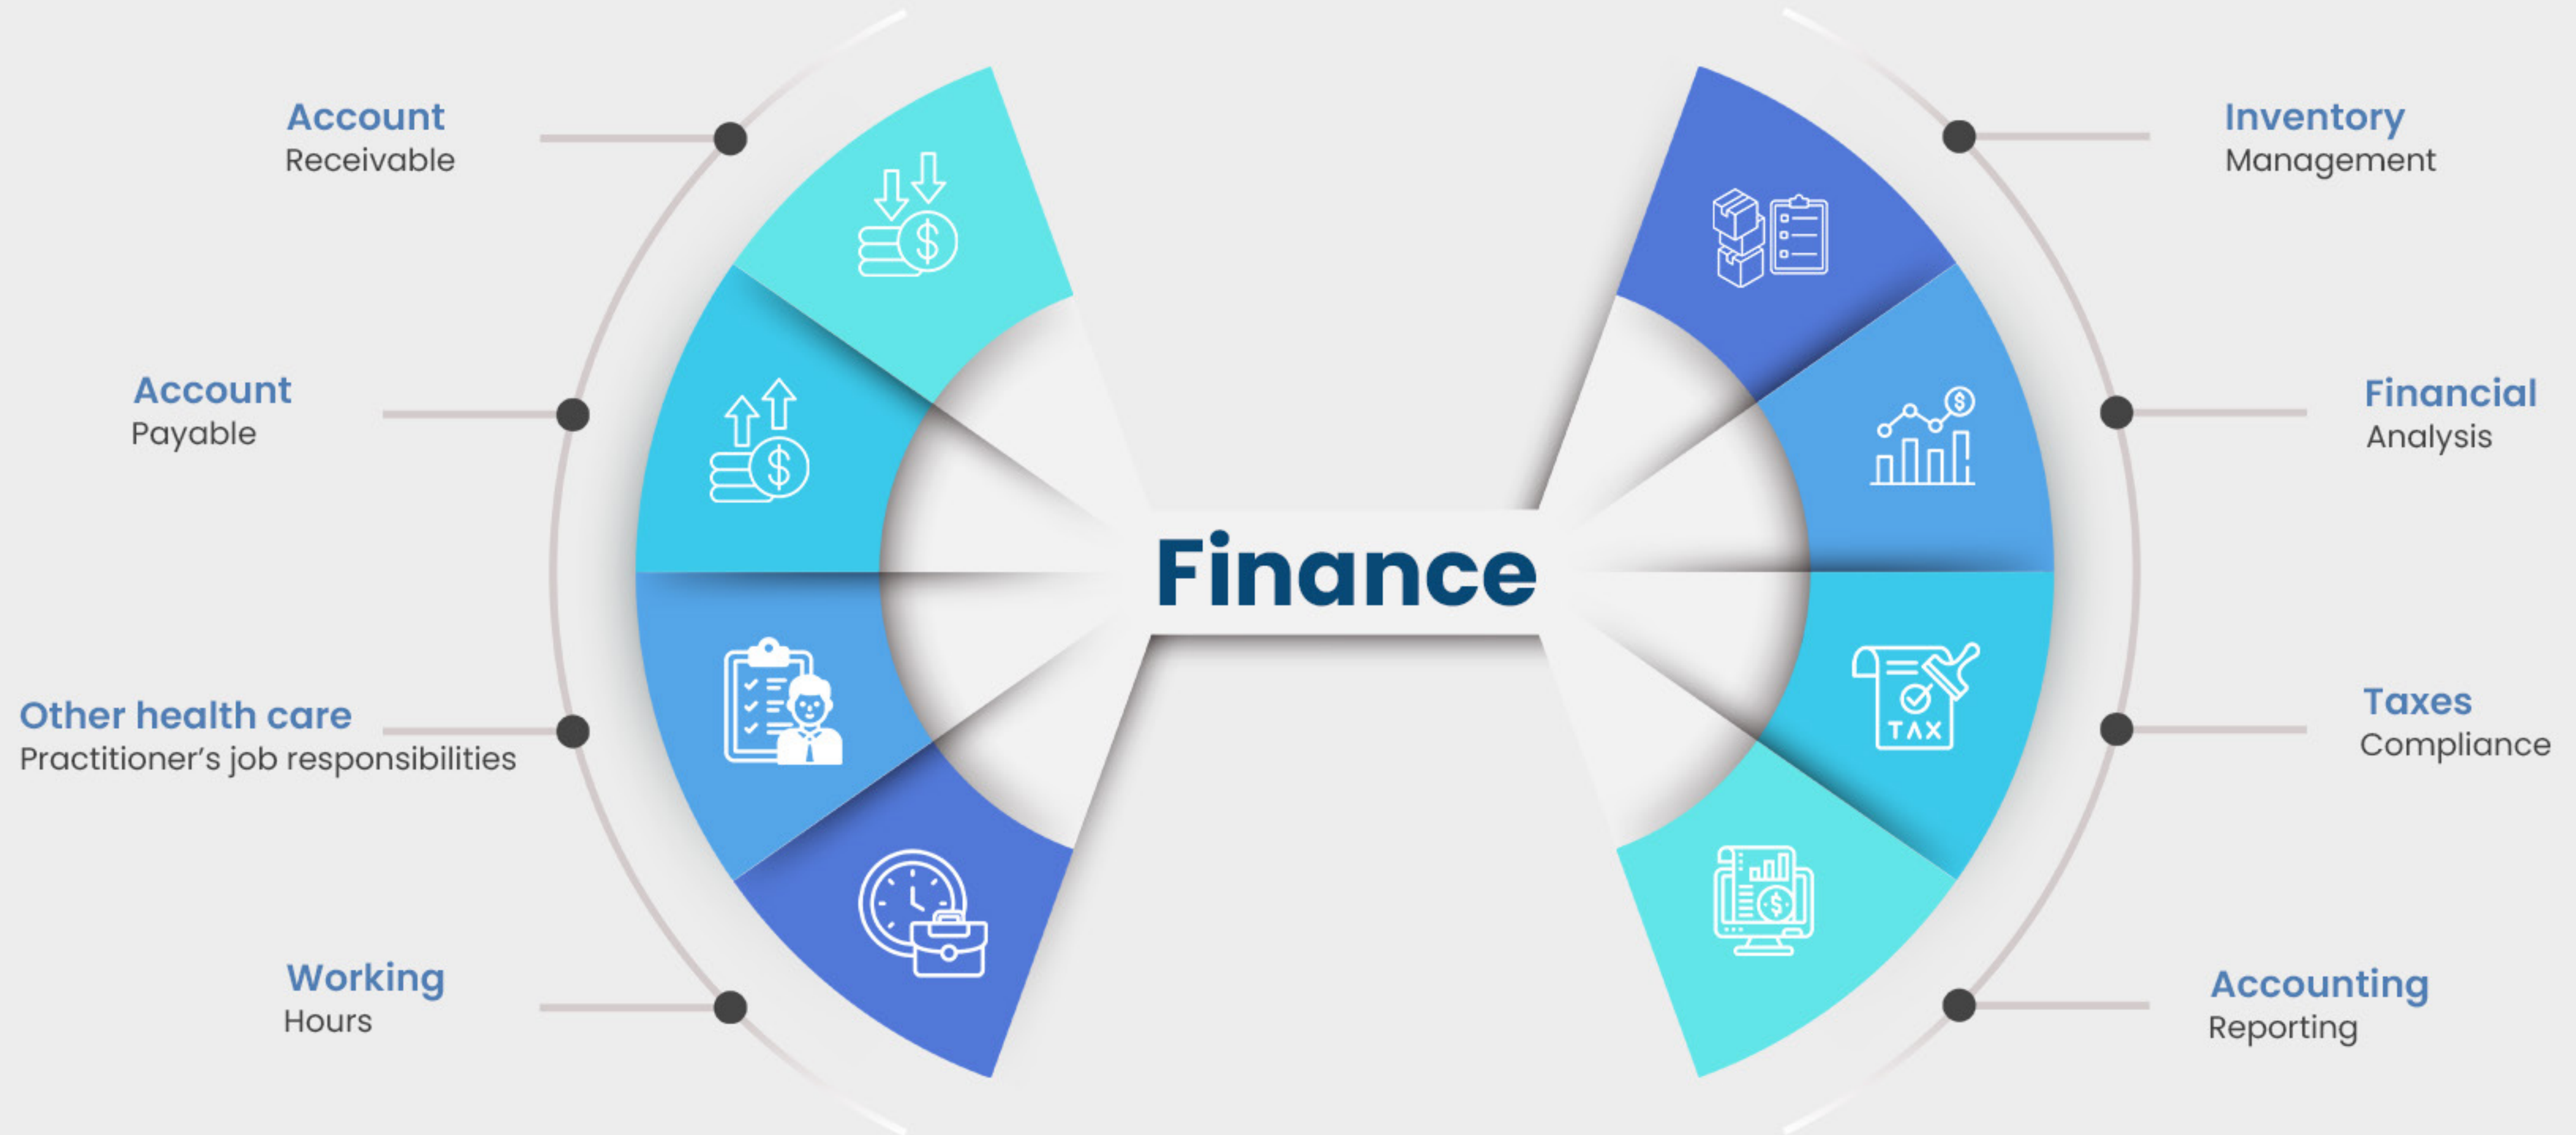 Account
Receivable
Account
Payable
Other health care
Practitioner's job responsibilities
Working
Hours
Finance
Inventory
Management
Financial
Analysis
Taxes
Compliance
TAX
Accounting
Reporting
$
$
$
$